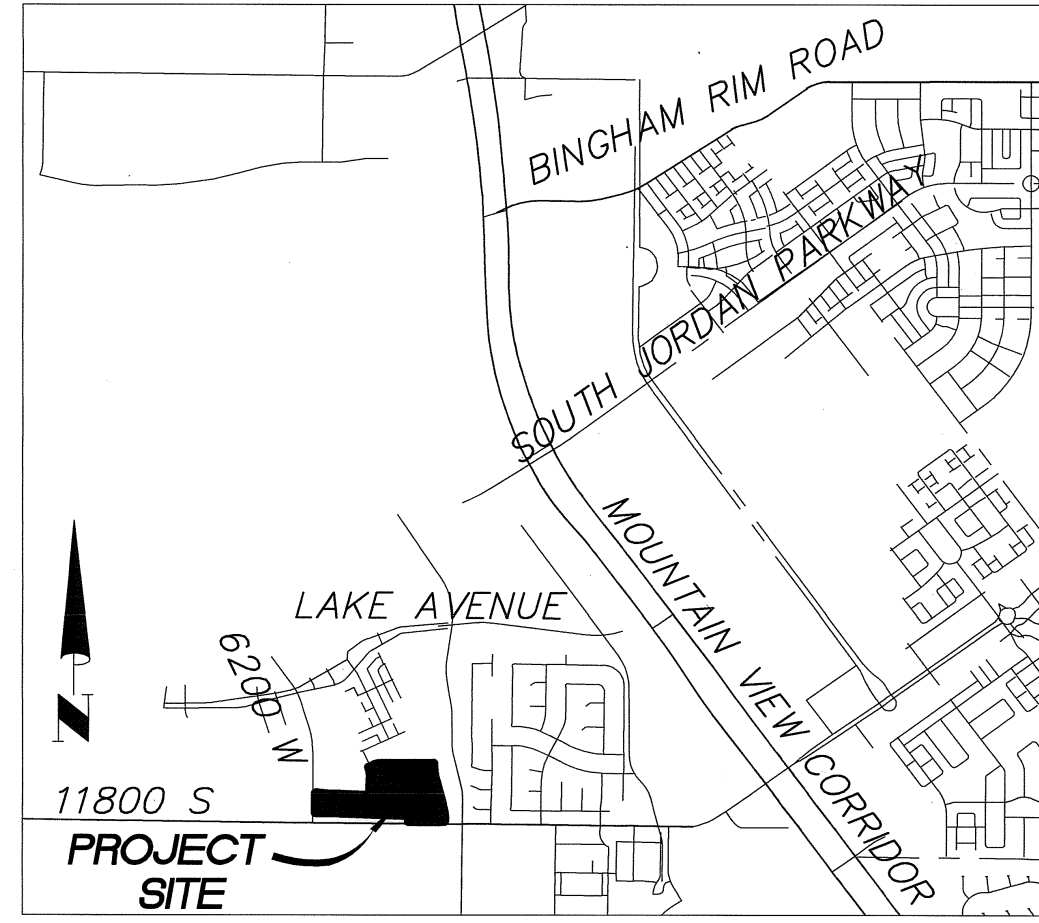 BINGHAM RIM ROAD
SOUTH JORDAN PARKWAY
MOUNTAIN VIEW CORRIDOR
LAKE AVENUE
6200 W
N
11800 S
PROJECT
SITE